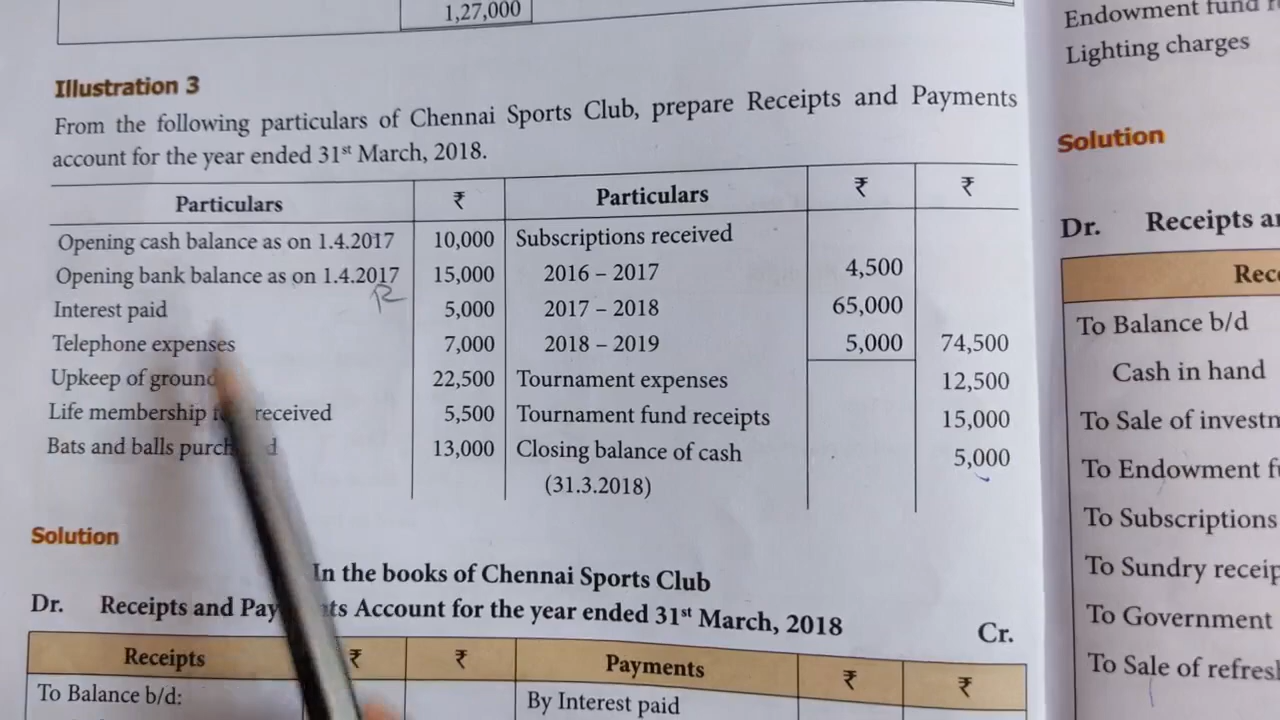 1,27,000
Illustration 3
From the following particulars of Chennai Sports Club, prepare Receipts and Payments
account for the year ended 31st March, 2018.
Particulars ₹ Particulars ₹ ₹
Opening cash balance as on 1.4.2017 10,000 Subscriptions received
Opening bank balance as on 1.4.2017 15,000 2016 – 2017 4,500
Interest paid 5,000 2017 – 2018 65,000
Telephone expenses 7,000 2018 – 2019 5,000 74,500
Upkeep of ground 22,500 Tournament expenses 12,500
Life membership received 5,500 Tournament fund receipts 15,000
Bats and balls 13,000 Closing balance of cash 5,000
(31.3.2018)
Solution
In the books of Chennai Sports Club
Dr. Receipts and Account for the year ended 31st March, 2018 Cr.
Receipts ₹ ₹ Payments ₹ ₹
To Balance b/d: By Interest paid
Endowment fund
Lighting charges
Solution
Dr. Receipts
To Balance b/d
Cash in hand
To Sale of
To Endowment
To Subscriptions
To Sundry
To Government
To Sale of